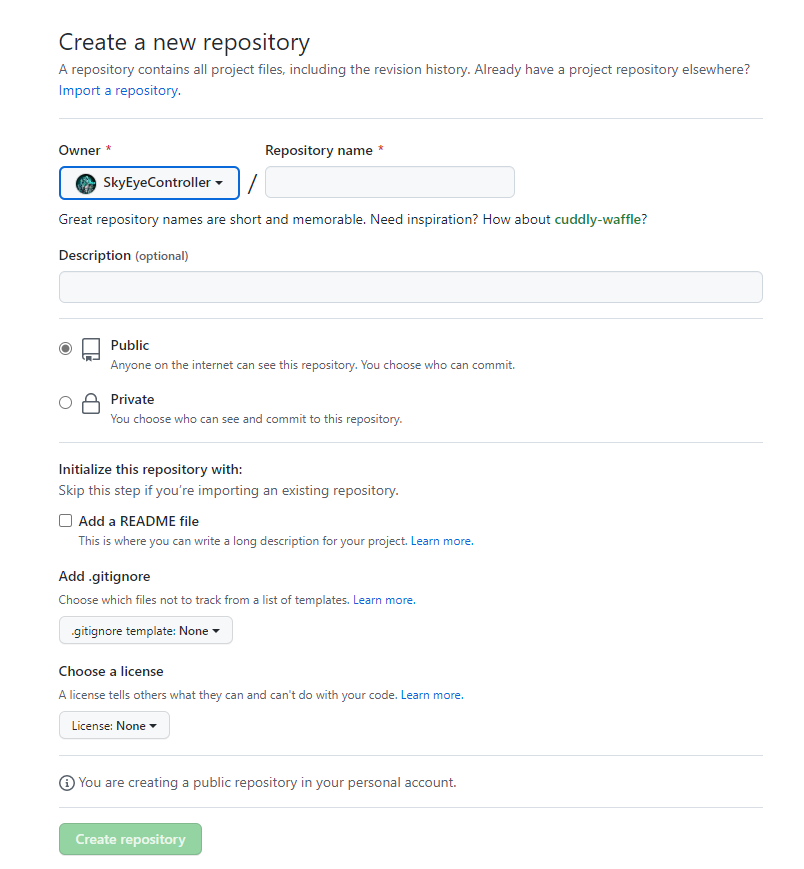 Create a new repository
A repository contains all project files, including the revision history. Already have a project repository elsewhere?
Import a repository.
Owner * Repository name *
SkyEyeController /
Great repository names are short and memorable. Need inspiration? How about cuddly-waffle?
Description (optional)
Public
Anyone on the internet can see this repository. You choose who can commit.
Private
You choose who can see and commit to this repository.
Initialize this repository with:
Skip this step if you're importing an existing repository.
Add a README file
This is where you can write a long description for your project. Learn more.
Add .gitignore
Choose which files not to track from a list of templates. Learn more.
.gitignore template: None
Choose a license
A license tells others what they can and can't do with your code. Learn more.
License: None
You are creating a public repository in your personal account.
Create repository